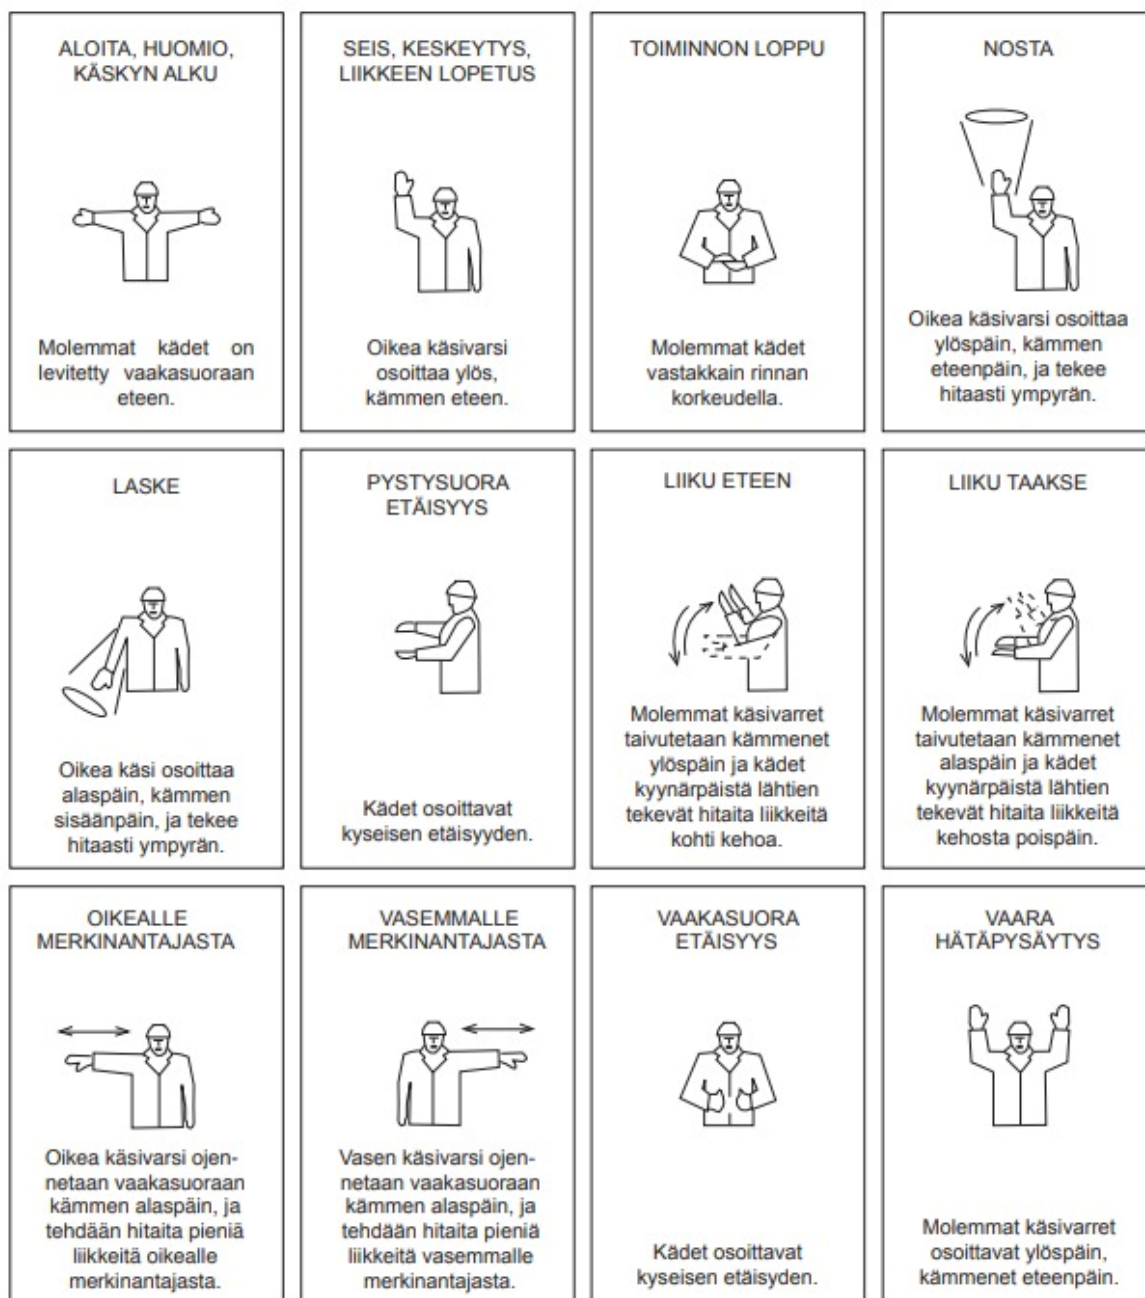 ALOITA, HUOMIO,
KÄSKYN ALKU
Molemmat kädet on
levitetty vaakasuoraan
eteen.
SEIS, KESKEYTYS,
LIIKKEEN LOPETUS
Oikea käsivarsi
osoittaa ylös,
kämmen eteen.
TOIMINNON LOPPU
Molemmat kädet
vastakkain rinnan
korkeudella.
NOSTA
Oikea käsivarsi osoittaa
ylöspäin, kämmen
eteenpäin, ja tekee
hitaasti ympyrän.
LASKE
Oikea käsi osoittaa
alaspäin, kämmen
sisäänpäin, ja tekee
hitaasti ympyrän.
PYSTYSUORA
ETÄISYYS
Kädet osoittavat
kyseisen etäisyyden.
LIIKU ETEEN
Molemmat käsivarret
taivutetaan kämmenet
ylöspäin ja kädet
kyynärpäistä lähtien
tekevät hitaita liikkeitä
kohti kehoa.
LIIKU TAAKSE
Molemmat käsivarret
taivutetaan kämmenet
alaspäin ja kädet
kyynärpäistä lähtien
tekevät hitaita liikkeitä
kehosta poispäin.
OIKEALLE
MERKINANTAJASTA
Oikea käsivarsi ojen-
netaan vaakasuoraan
kämmen alaspäin, ja
tehdään hitaita pieniä
liikkeitä oikealle
merkinantajasta.
VASEMMALLE
MERKINANTAJASTA
Vasen käsivarsi ojen-
netaan vaakasuoraan
kämmen alaspäin, ja
tehdään hitaita pieniä
liikkeitä vasemmalle
merkinantajasta.
VAAKASUORA
ETÄISYYS
Kädet osoittavat
kyseisen etäisyden.
VAARA
HÄTÄPYSÄYTYS
Molemmat käsivarret
osoittavat ylöspäin,
kämmenet eteenpäin.